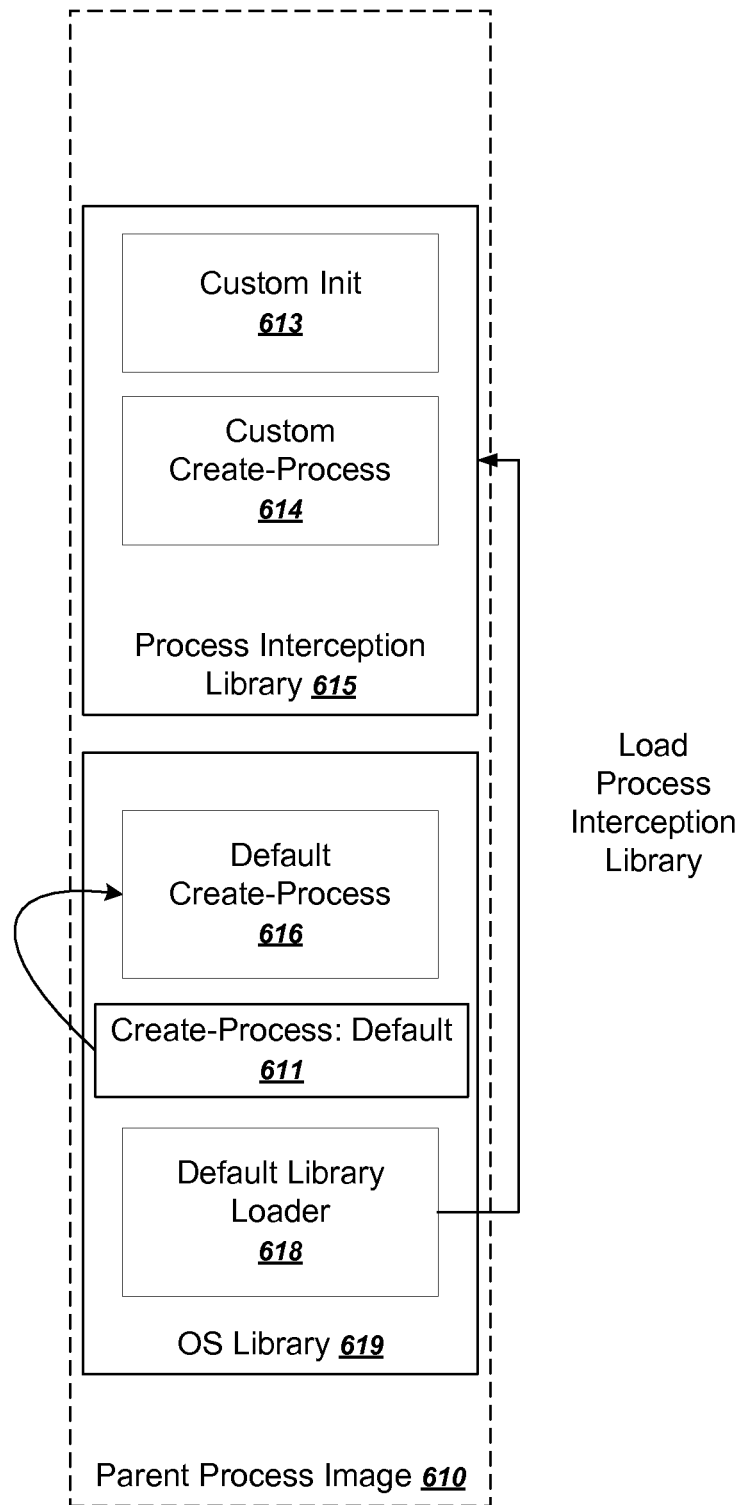 Custom Init
613
Custom
Create-Process
614
Process Interception
Library 615
Load
Process
Interception
Library
Default
Create-Process
616
Create-Process: Default
611
Default Library
Loader
618
OS Library 619
Parent Process Image 610